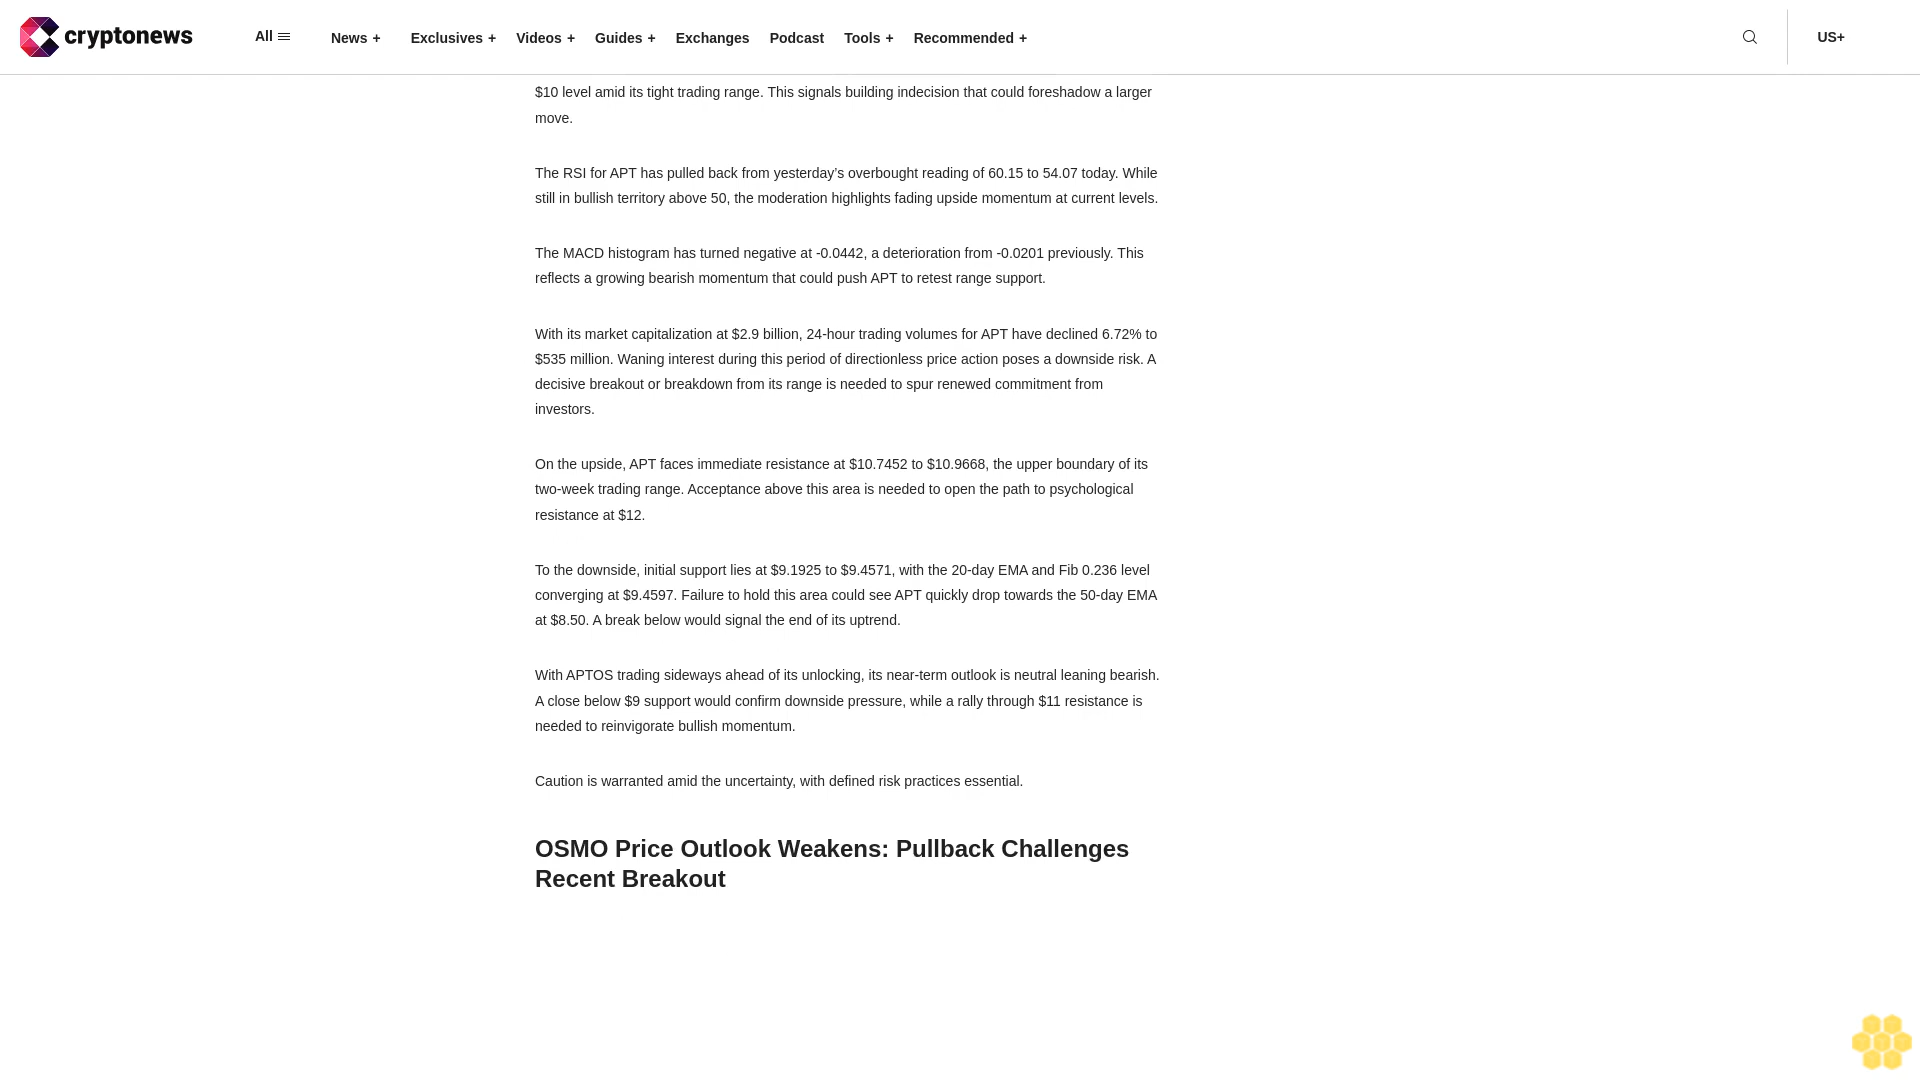 cryptonews
All
News +
Exclusives +
Videos +
Guides +
Exchanges
Podcast
Tools +
Recommended +
US+
$10 level amid its tight trading range. This signals building indecision that could foreshadow a larger
move.
The RSI for APT has pulled back from yesterday’s overbought reading of 60.15 to 54.07 today. While
still in bullish territory above 50, the moderation highlights fading upside momentum at current levels.
The MACD histogram has turned negative at -0.0442, a deterioration from -0.0201 previously. This
reflects a growing bearish momentum that could push APT to retest range support.
With its market capitalization at $2.9 billion, 24-hour trading volumes for APT have declined 6.72% to
$535 million. Waning interest during this period of directionless price action poses a downside risk. A
decisive breakout or breakdown from its range is needed to spur renewed commitment from
investors.
On the upside, APT faces immediate resistance at $10.7452 to $10.9668, the upper boundary of its
two-week trading range. Acceptance above this area is needed to open the path to psychological
resistance at $12.
To the downside, initial support lies at $9.1925 to $9.4571, with the 20-day EMA and Fib 0.236 level
converging at $9.4597. Failure to hold this area could see APT quickly drop towards the 50-day EMA
at $8.50. A break below would signal the end of its uptrend.
With APTOS trading sideways ahead of its unlocking, its near-term outlook is neutral leaning bearish.
A close below $9 support would confirm downside pressure, while a rally through $11 resistance is
needed to reinvigorate bullish momentum.
Caution is warranted amid the uncertainty, with defined risk practices essential.
OSMO Price Outlook Weakens: Pullback Challenges
Recent Breakout